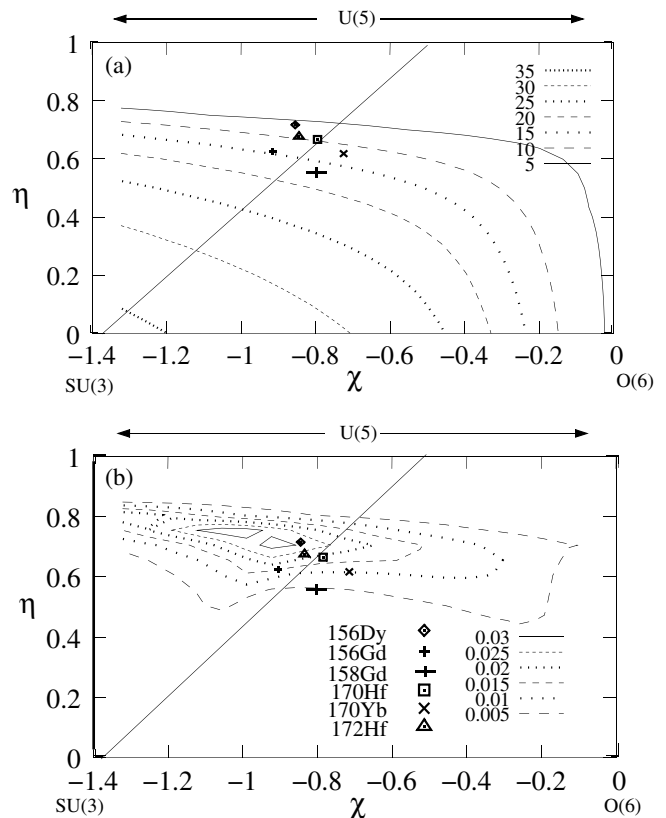 U(5)
(a)
1
0.8
0.6
0.4
0.2
0
η
35
30
25
20
15
10
5
−1.4 −1.2 −1 −0.8 −0.6 −0.4 −0.2 0
SU(3) χ O(6)
U(5)
(b)
1
0.8
0.6
0.4
0.2
0
η
156Dy
156Gd
158Gd
170Hf
170Yb
172Hf
0.03
0.025
0.02
0.015
0.01
0.005
−1.4 −1.2 −1 −0.8 −0.6 −0.4 −0.2 0
SU(3) χ O(6)